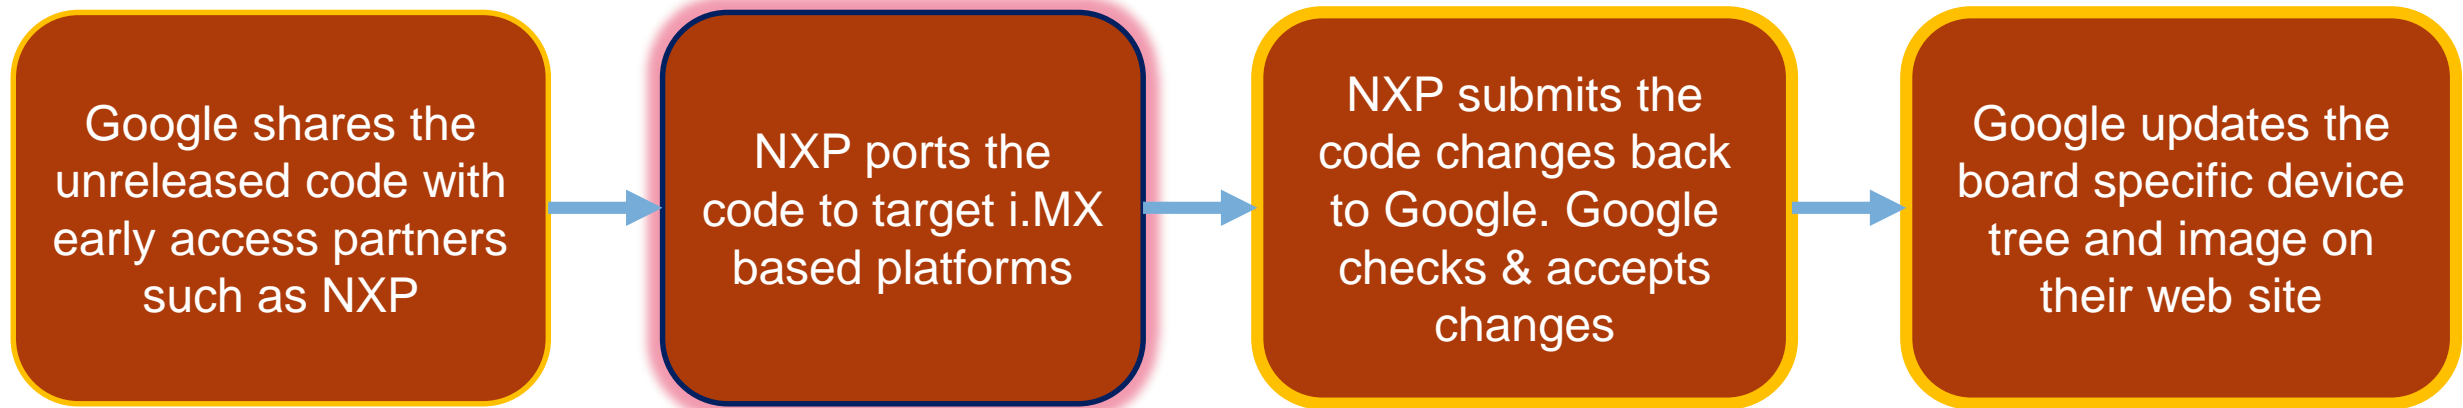 Google shares the
unreleased code with
early access partners
such as NXP
NXP ports the
code to target i.MX
based platforms
NXP submits the
code changes back
to Google. Google
checks & accepts
changes
Google updates the
board specific device
tree and image on
their web site